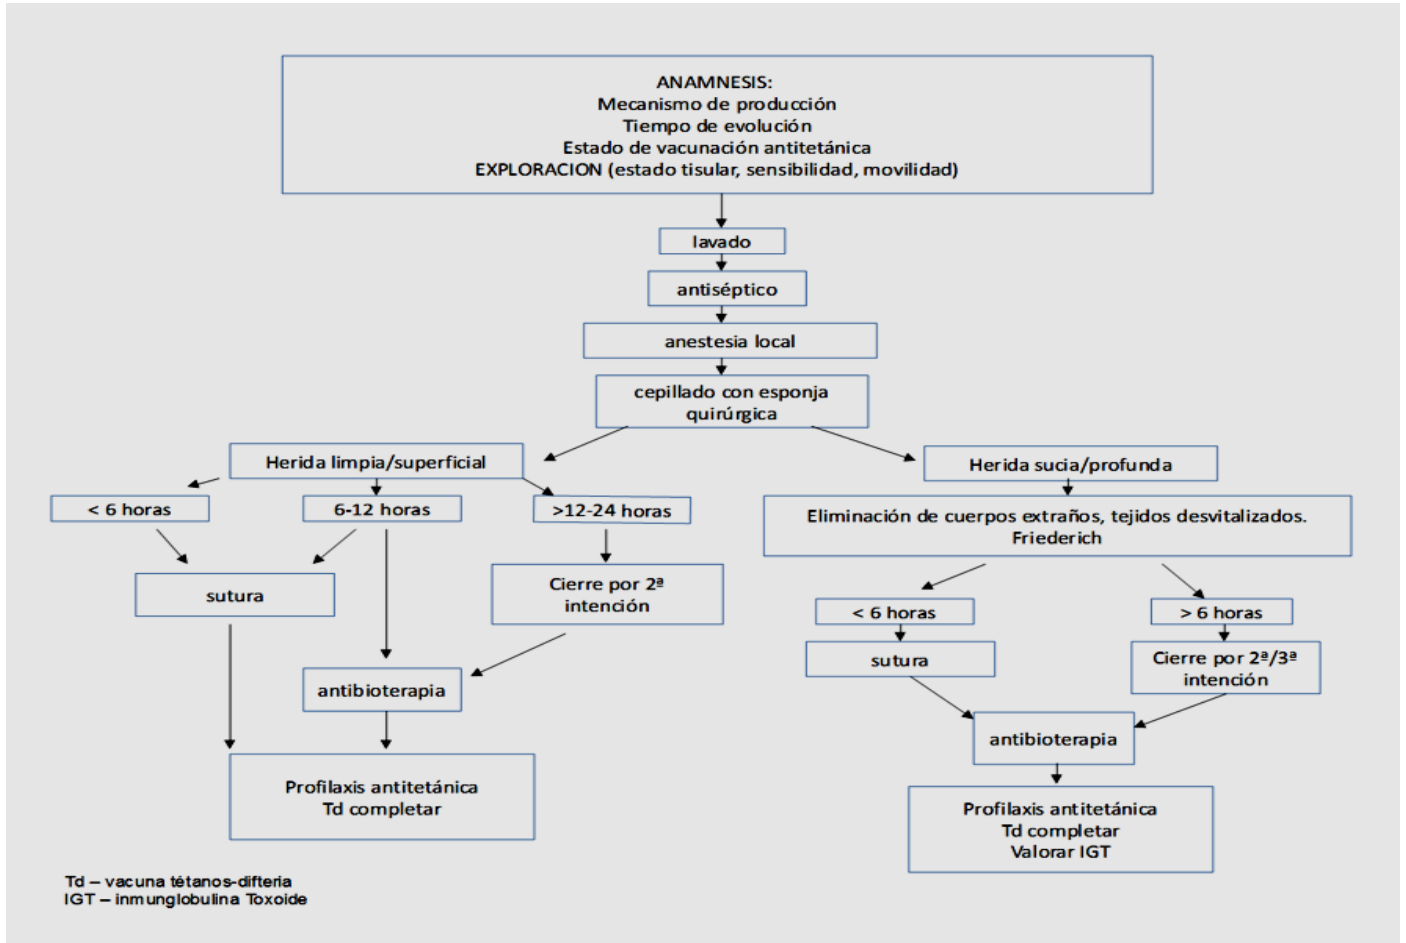 ANAMNESIS:
Mecanismo de producción
Tiempo de evolución
Estado de vacunación antitetánica
EXPLORACION (estado tisular, sensibilidad, movilidad)
lavado
antiséptico
anestesia local
cepillado con esponja
quirúrgica
Herida limpia/superficial
< 6 horas
6-12 horas
>12-24 horas
sutura
Cierre por 2ª
intención
antibioterapia
Profilaxis antitetánica
Td completar
Herida sucia/profunda
Eliminación de cuerpos extraños, tejidos desvitalizados.
Friederich
< 6 horas
> 6 horas
sutura
Cierre por 2ª/3ª
intención
antibioterapia
Profilaxis antitetánica
Td completar
Valorar IGT
Td – vacuna tétanos-difteria
IGT – inmunglobulina Toxoide